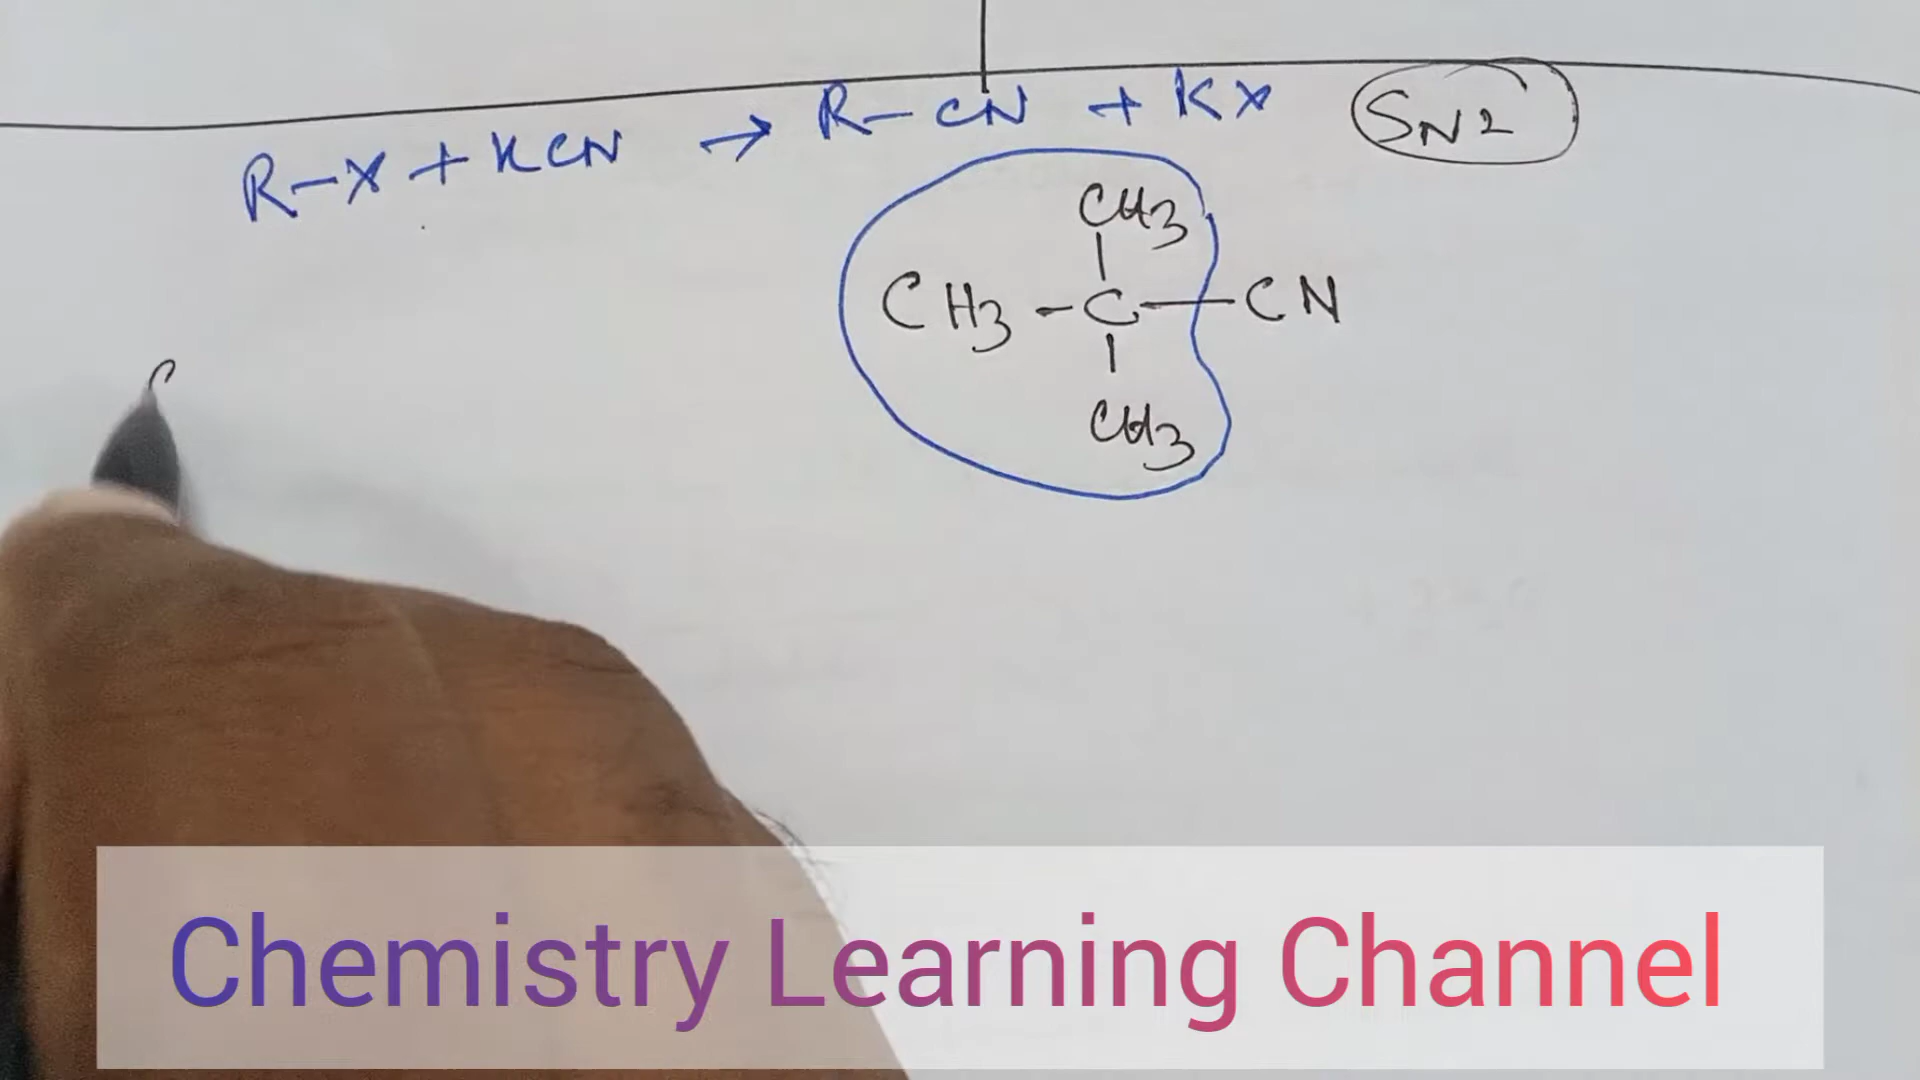 R-X + KCN → R-CN + KX SN2
CH3
|
CH3-C—CN
|
CH3
Chemistry Learning Channel